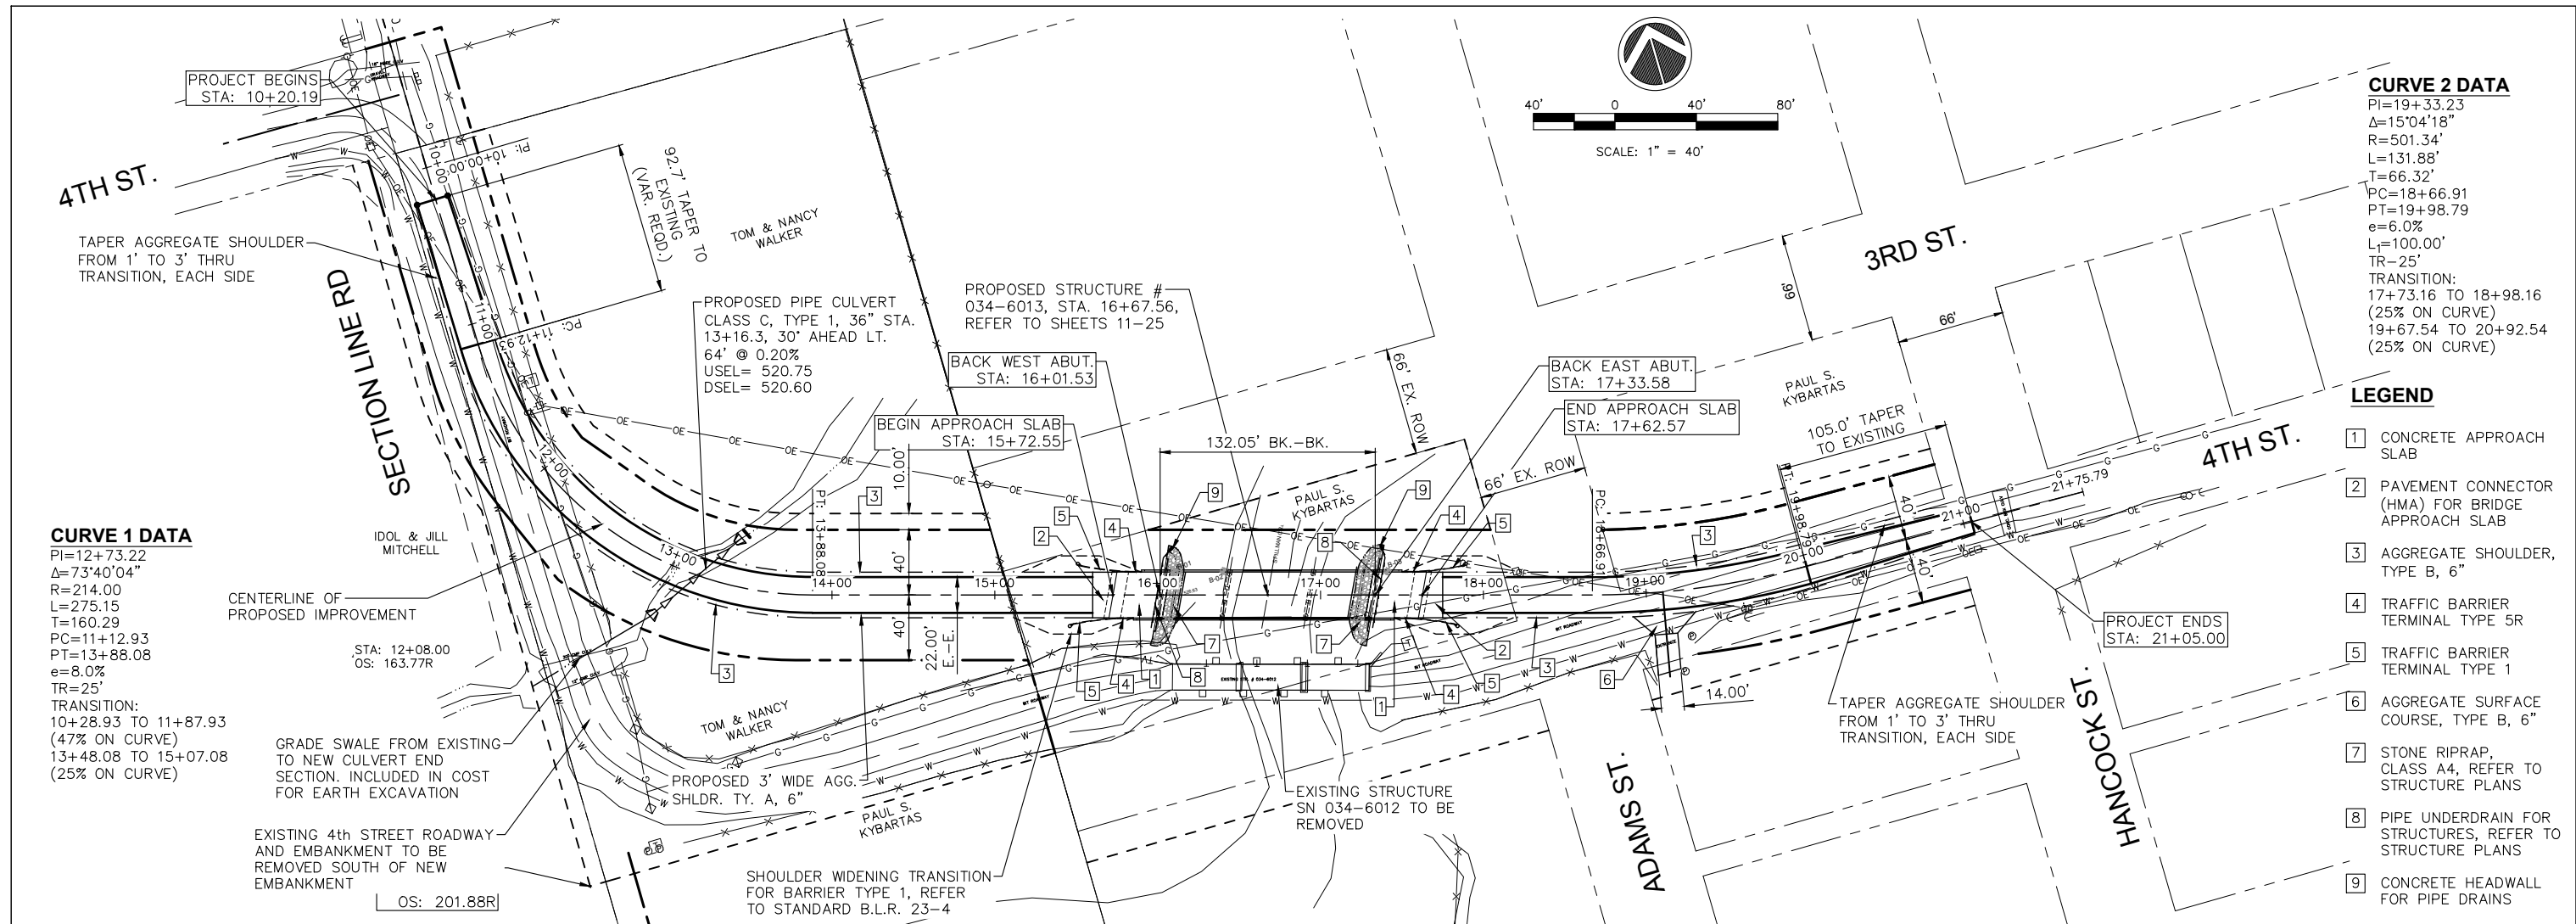 PROJECT BEGINS
STA: 10+20.19
4TH ST.
TAPER AGGREGATE SHOULDER
FROM 1' TO 3' THRU
TRANSITION, EACH SIDE
SECTION LINE RD
10+00
PI: 10+00.00
92.7' TAPER TO
EXISTING
(VAR. REQD.)
TOM & NANCY
WALKER
11+00
PC: 11+12.93
PROPOSED PIPE CULVERT
CLASS C, TYPE 1, 36" STA.
13+16.3, 30° AHEAD LT.
64' @ 0.20%
USEL= 520.75
DSEL= 520.60
PROPOSED STRUCTURE #
034-6013, STA. 16+67.56,
REFER TO SHEETS 11-25
BACK WEST ABUT.
STA: 16+01.53
BEGIN APPROACH SLAB
STA: 15+72.55
40' 0 40' 80'
SCALE: 1" = 40'
3RD ST.
66'
66'
66' EX. ROW
BACK EAST ABUT.
STA: 17+33.58
END APPROACH SLAB
STA: 17+62.57
132.05' BK.-BK.
66' EX. ROW
PAUL S.
KYBARTAS
PAUL S.
KYBARTAS
105.0' TAPER
TO EXISTING
4TH ST.
CURVE 2 DATA
PI=19+33.23
Δ=15°04'18"
R=501.34'
L=131.88'
T=66.32'
PC=18+66.91
PT=19+98.79
e=6.0%
L1=100.00'
TR-25'
TRANSITION:
17+73.16 TO 18+98.16
(25% ON CURVE)
19+67.54 TO 20+92.54
(25% ON CURVE)
LEGEND
1 CONCRETE APPROACH
SLAB
2 PAVEMENT CONNECTOR
(HMA) FOR BRIDGE
APPROACH SLAB
3 AGGREGATE SHOULDER,
TYPE B, 6"
4 TRAFFIC BARRIER
TERMINAL TYPE 5R
5 TRAFFIC BARRIER
TERMINAL TYPE 1
6 AGGREGATE SURFACE
COURSE, TYPE B, 6"
7 STONE RIPRAP,
CLASS A4, REFER TO
STRUCTURE PLANS
8 PIPE UNDERDRAIN FOR
STRUCTURES, REFER TO
STRUCTURE PLANS
9 CONCRETE HEADWALL
FOR PIPE DRAINS
CURVE 1 DATA
PI=12+73.22
Δ=73°40'04"
R=214.00
L=275.15
T=160.29
PC=11+12.93
PT=13+88.08
e=8.0%
TR=25'
TRANSITION:
10+28.93 TO 11+87.93
(47% ON CURVE)
13+48.08 TO 15+07.08
(25% ON CURVE)
IDOL & JILL
MITCHELL
CENTERLINE OF
PROPOSED IMPROVEMENT
STA: 12+08.00
OS: 163.77R
12+00
13+00
PT: 13+88.08
14+00
15+00
16+00
17+00
18+00
PC: 18+66.91
19+00
PT: 19+98.79
20+00
21+00
21+75.79
10.00'
40'
40'
22.00'
E.-E.
40'
40'
14.00'
GRADE SWALE FROM EXISTING
TO NEW CULVERT END
SECTION. INCLUDED IN COST
FOR EARTH EXCAVATION
EXISTING 4th STREET ROADWAY
AND EMBANKMENT TO BE
REMOVED SOUTH OF NEW
EMBANKMENT
OS: 201.88R
TOM & NANCY
WALKER
PROPOSED 3' WIDE AGG.
SHLDR. TY. A, 6"
PAUL S.
KYBARTAS
SHOULDER WIDENING TRANSITION
FOR BARRIER TYPE 1, REFER
TO STANDARD B.L.R. 23-4
EXISTING STRUCTURE
SN 034-6012 TO BE
REMOVED
ADAMS ST.
HANCOCK ST.
TAPER AGGREGATE SHOULDER
FROM 1' TO 3' THRU
TRANSITION, EACH SIDE
PROJECT ENDS
STA: 21+05.00